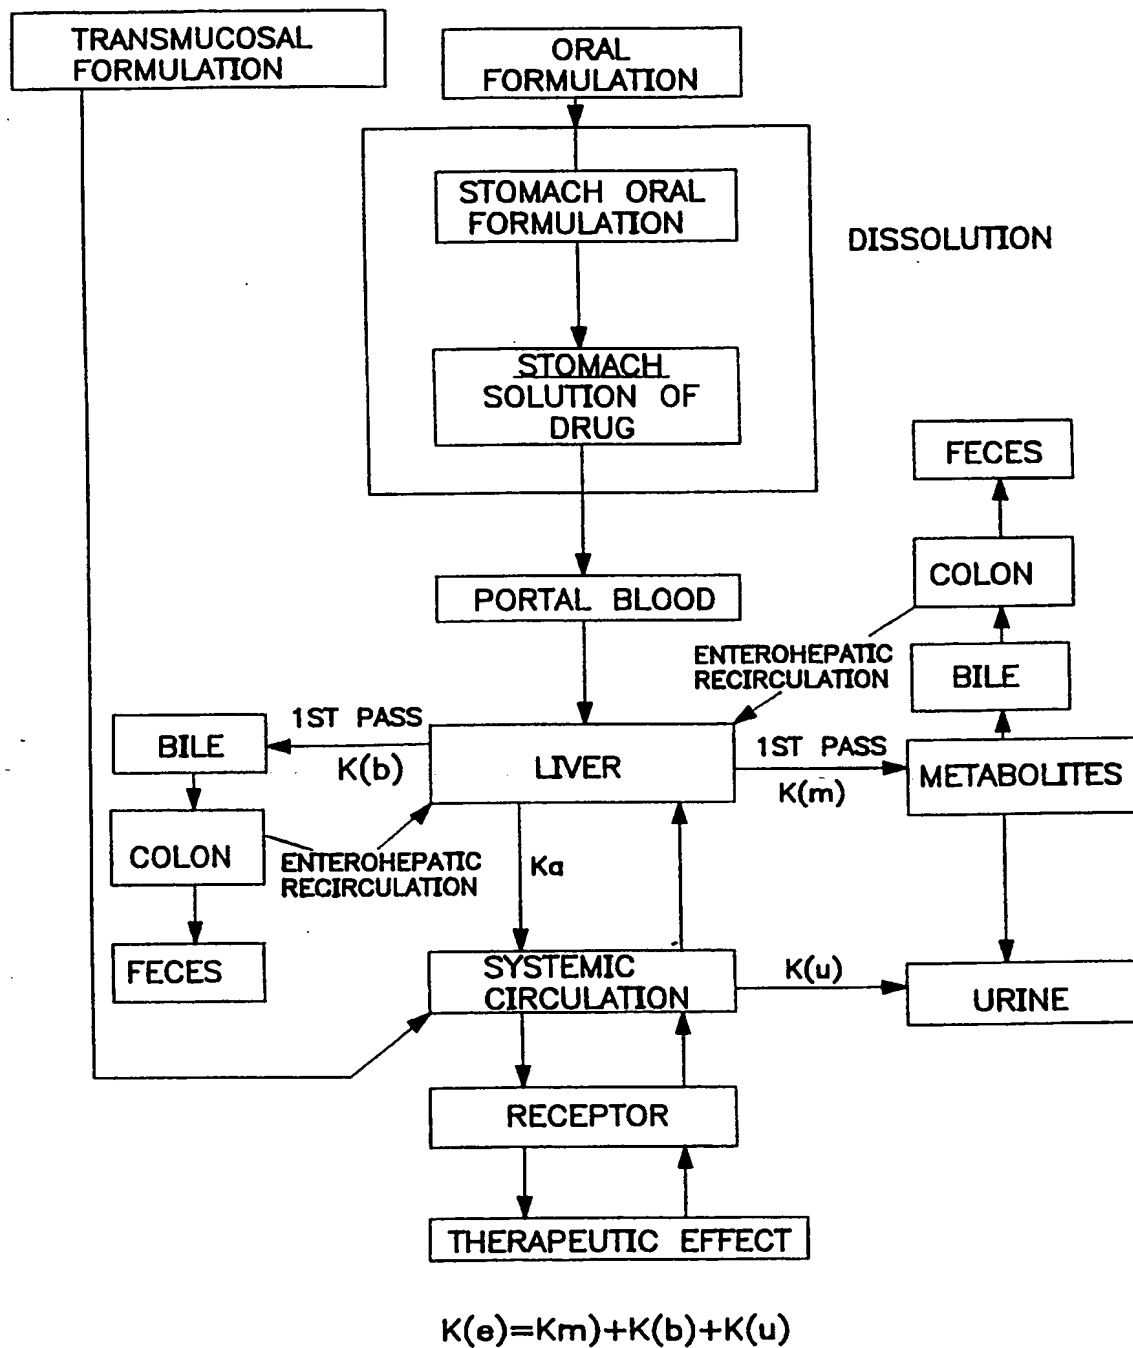 TRANSMUCOSAL
FORMULATION
ORAL
FORMULATION
STOMACH ORAL
FORMULATION
DISSOLUTION
STOMACH
SOLUTION OF
DRUG
FECES
COLON
PORTAL BLOOD
ENTEROHEPATIC
RECIRCULATION
BILE
1ST PASS
BILE
K(b)
LIVER
1ST PASS
K(m)
METABOLITES
COLON
ENTEROHEPATIC
RECIRCULATION
Ka
FECES
SYSTEMIC
CIRCULATION
K(u)
URINE
RECEPTOR
THERAPEUTIC EFFECT
K(e)=Km)+K(b)+K(u)